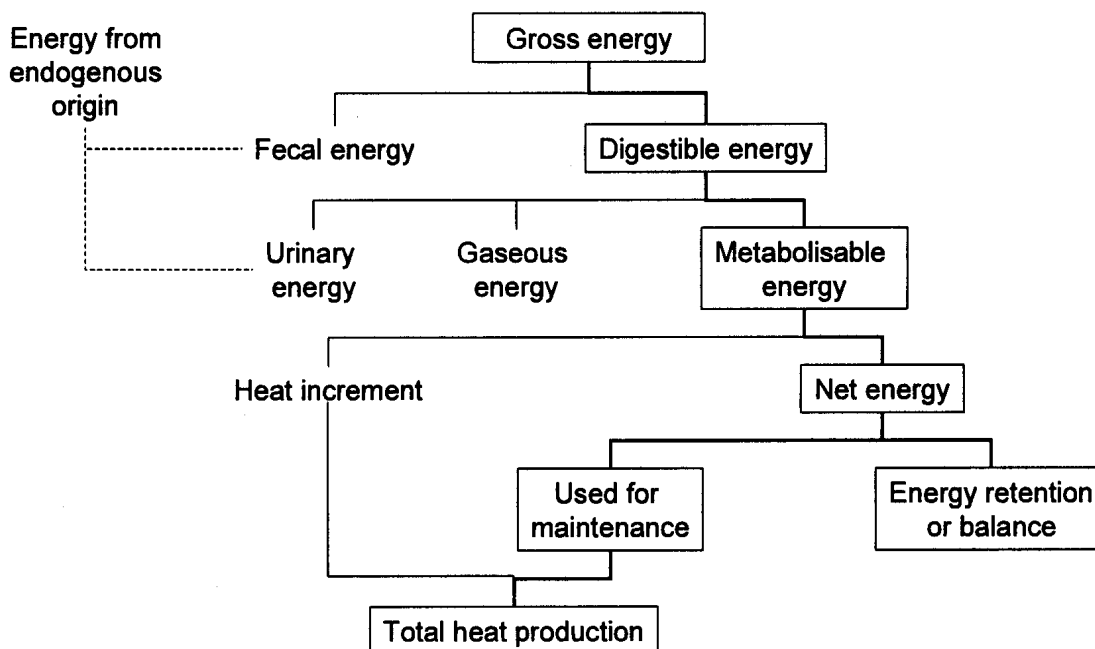 Energy from
endogenous
origin
Gross energy
Fecal energy
Digestible energy
Urinary
energy
Gaseous
energy
Metabolisable
energy
Heat increment
Net energy
Used for
maintenance
Energy retention
or balance
Total heat production